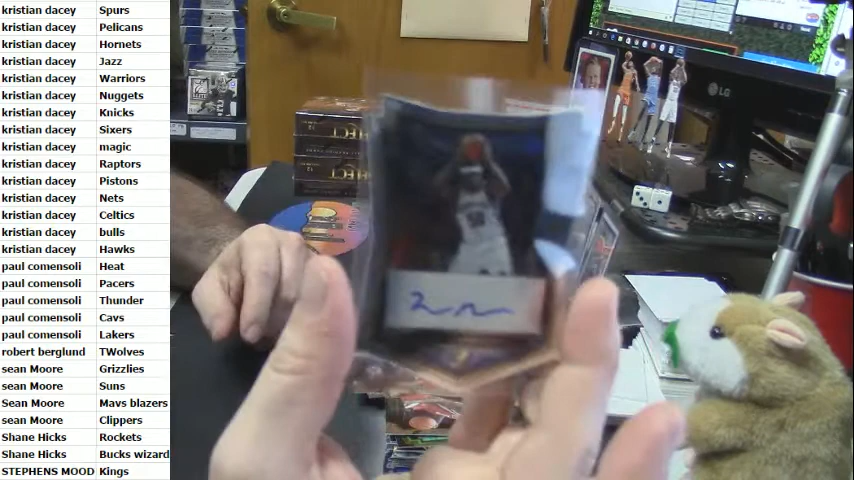 kristian dacey Spurs
kristian dacey Pelicans
kristian dacey Hornets
kristian dacey Jazz
kristian dacey Warriors
kristian dacey Nuggets
kristian dacey Knicks
kristian dacey Sixers
kristian dacey magic
kristian dacey Raptors
kristian dacey Pistons
kristian dacey Nets
kristian dacey Celtics
kristian dacey bulls
kristian dacey Hawks
paul comensoli Heat
paul comensoli Pacers
paul comensoli Thunder
paul comensoli Cavs
paul comensoli Lakers
robert berglund TWolves
sean Moore Grizzlies
sean Moore Suns
Sean Moore Mavs blazers
sean Moore Clippers
Shane Hicks Rockets
Shane Hicks Bucks wizard
STEPHENS MOOD Kings
LG